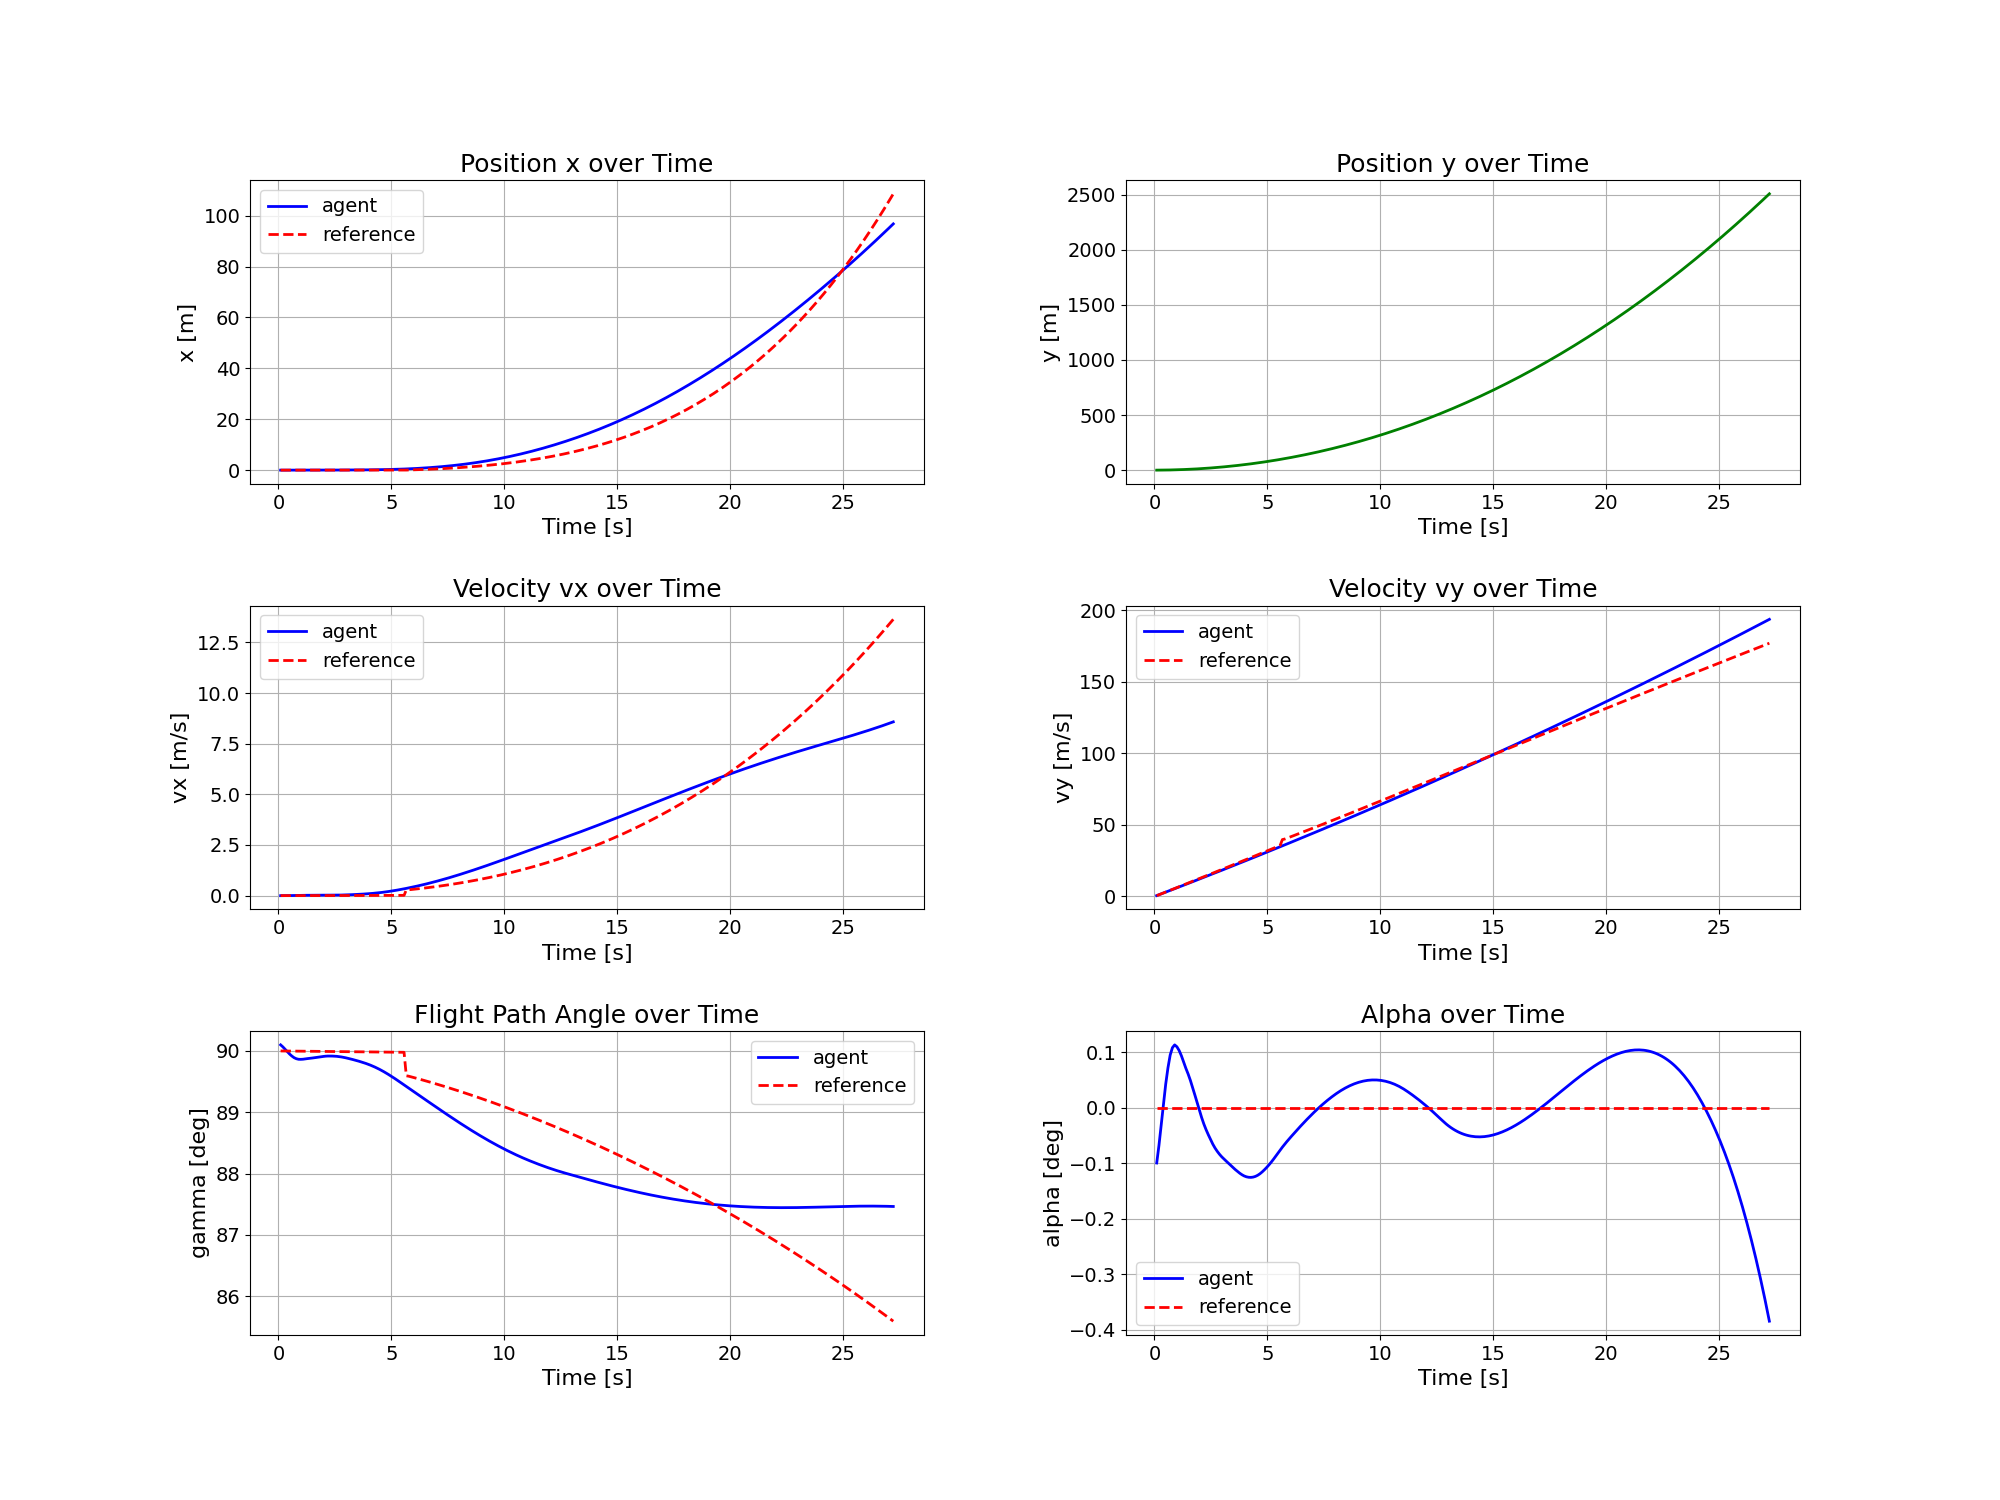 Position x over Time
agent
reference
100
80
60
40
20
0
x [m]
0 5 10 15 20 25
Time [s]
Position y over Time
2500
2000
1500
1000
500
0
y [m]
0 5 10 15 20 25
Time [s]
Velocity vx over Time
agent
reference
12.5
10.0
7.5
5.0
2.5
0.0
vx [m/s]
0 5 10 15 20 25
Time [s]
Velocity vy over Time
agent
reference
200
150
100
50
0
vy [m/s]
0 5 10 15 20 25
Time [s]
Flight Path Angle over Time
agent
reference
90
89
88
87
86
gamma [deg]
0 5 10 15 20 25
Time [s]
Alpha over Time
0.1
0.0
−0.1
−0.2
−0.3
−0.4
alpha [deg]
agent
reference
0 5 10 15 20 25
Time [s]